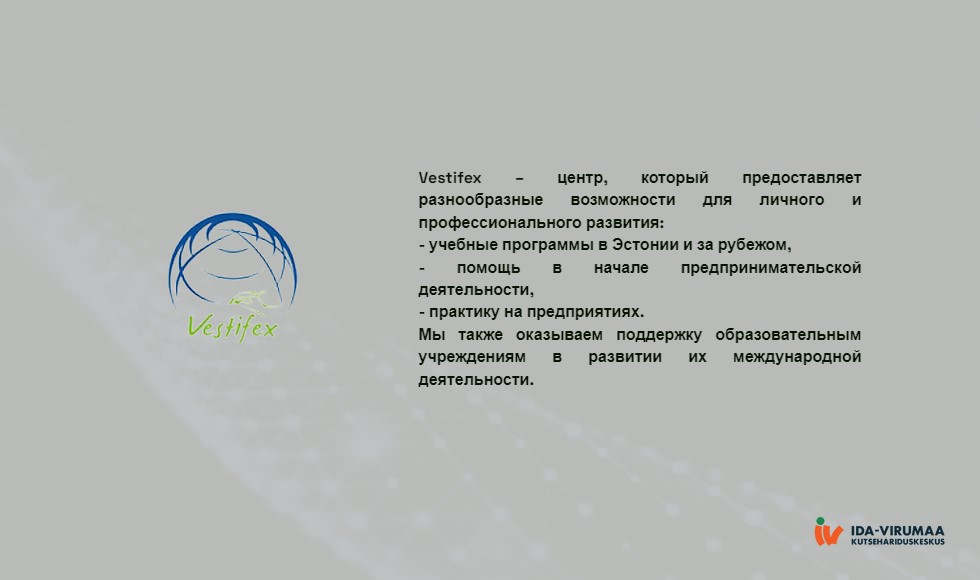 Vestifex – центр, который предоставляет
разнообразные возможности для личного и
профессионального развития:
- учебные программы в Эстонии и за рубежом,
- помощь в начале предпринимательской
деятельности,
- практику на предприятиях.
Мы также оказываем поддержку образовательным
учреждениям в развитии их международной
деятельности.
Vestifex
IDA-VIRUMAA
KUTSEHARIDUSKESKUS